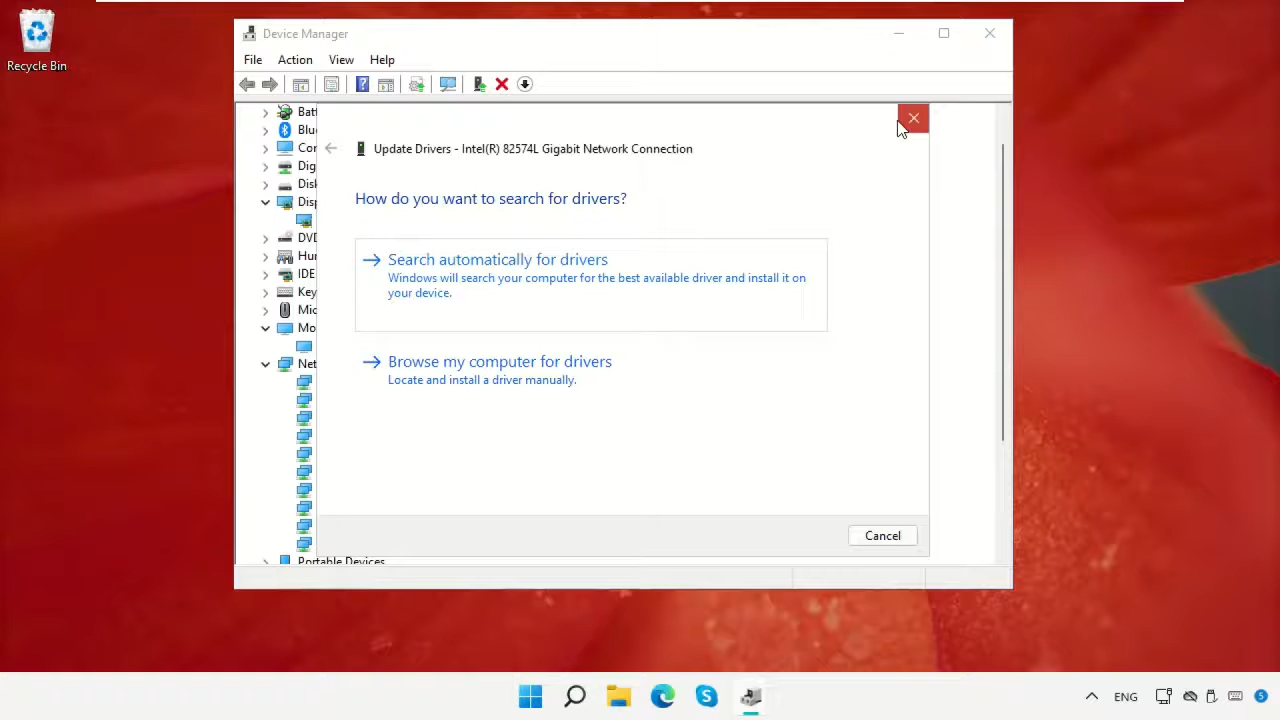 Recycle Bin
Device Manager
File Action View Help
Update Drivers - Intel(R) 82574L Gigabit Network Connection
How do you want to search for drivers?
Search automatically for drivers
Windows will search your computer for the best available driver and install it on
your device.
Browse my computer for drivers
Locate and install a driver manually.
Cancel
Batt
Blu
Cor
Dig
Disk
Disp
DVD
Hur
IDE
Key
Mic
Mo
Net
Portable Devices
ENG
5